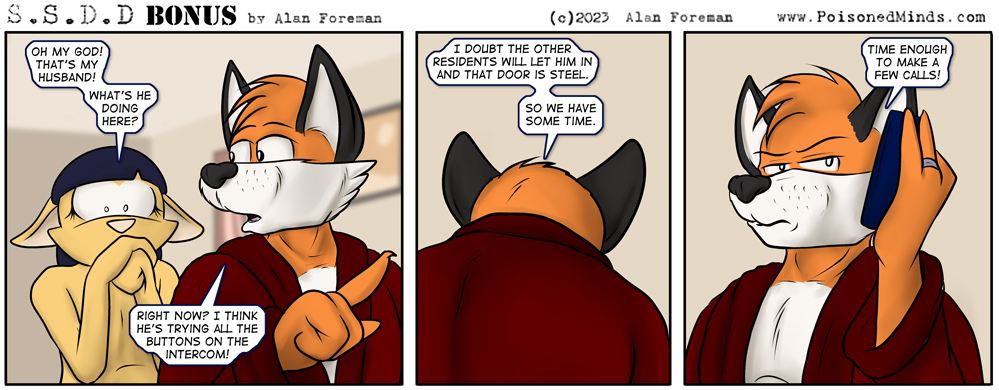 S.S.D.D BONUS by Alan Foreman (c)2023 Alan Foreman www.PoisonedMinds.com
OH MY GOD!
THAT'S MY
HUSBAND!
WHAT'S HE
DOING
HERE?
RIGHT NOW? I THINK
HE'S TRYING ALL THE
BUTTONS ON THE
INTERCOM!
I DOUBT THE OTHER
RESIDENTS WILL LET HIM IN
AND THAT DOOR IS STEEL.
SO WE HAVE
SOME TIME.
TIME ENOUGH
TO MAKE A
FEW CALLS!